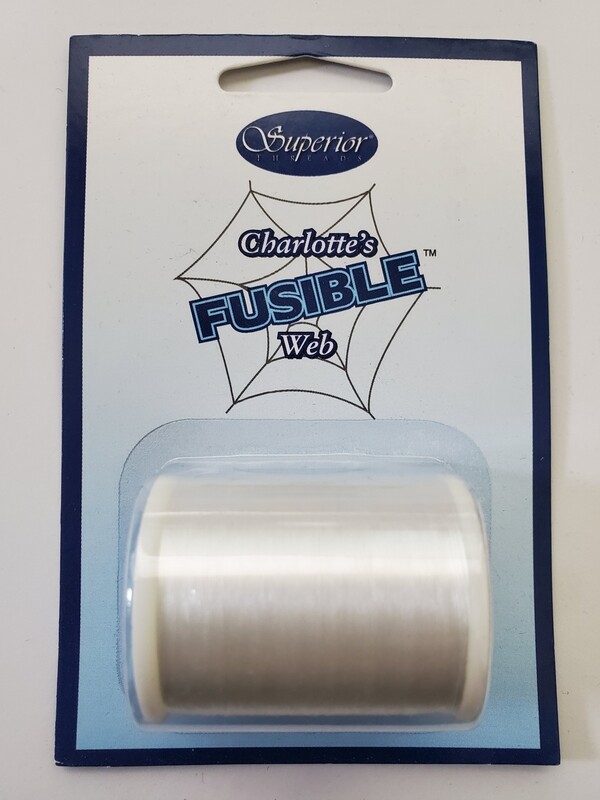 Superior®
THREADS
Charlotte's
FUSIBLE™
Web